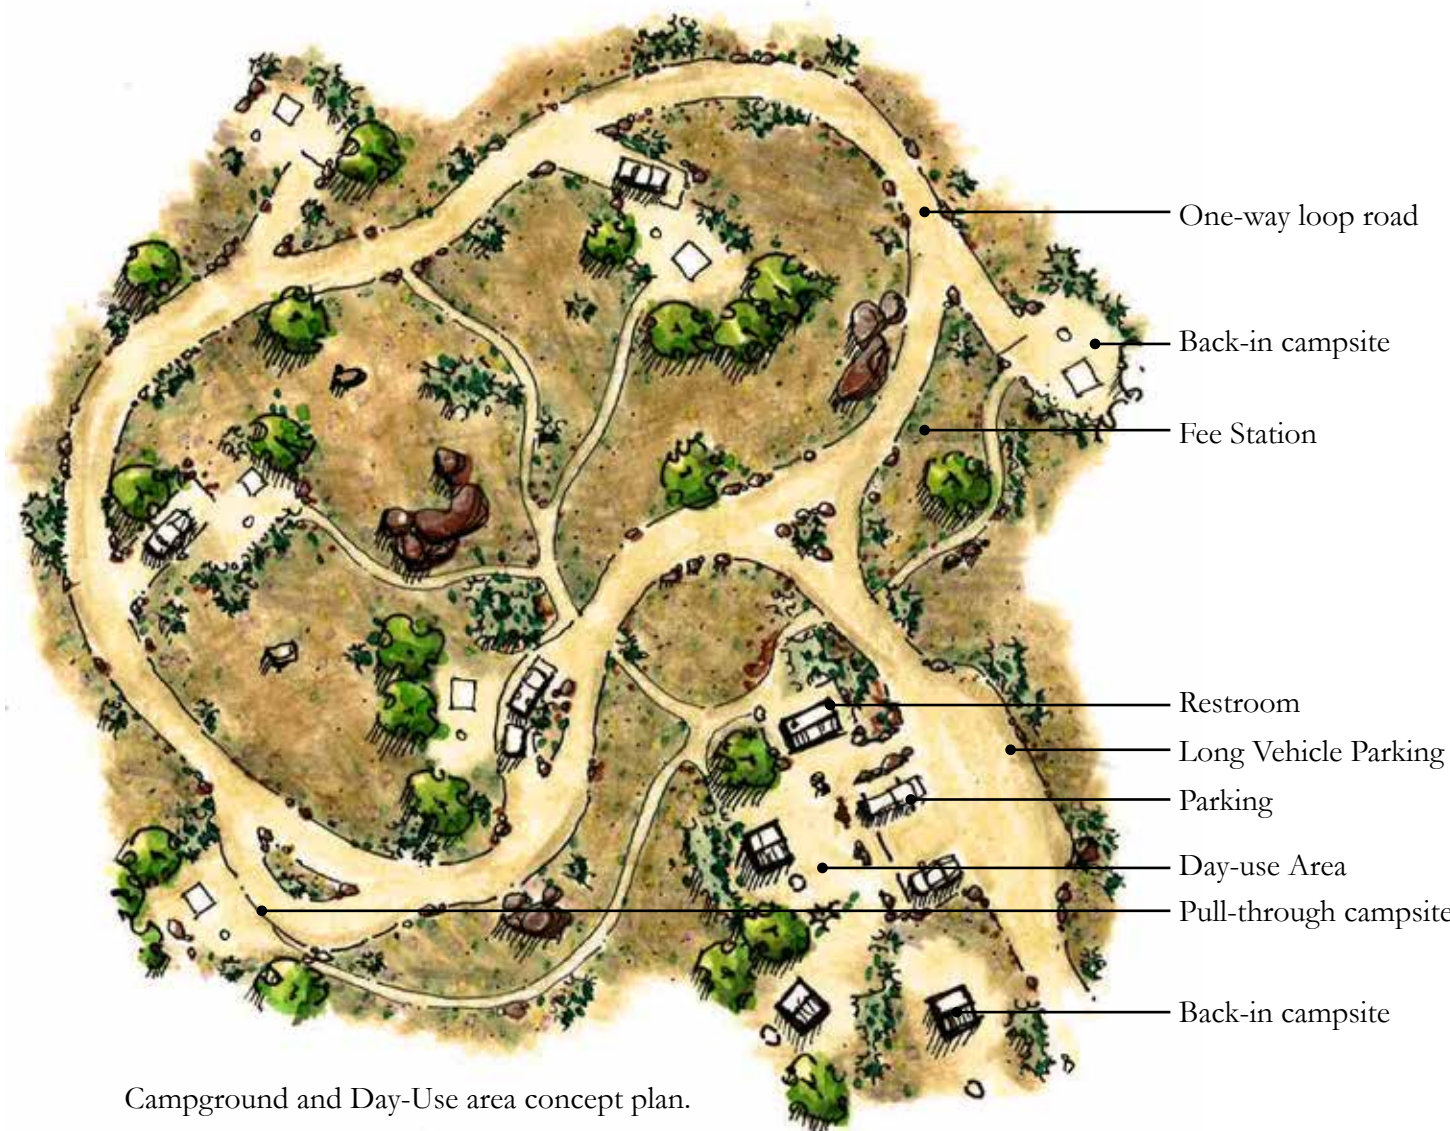 One-way loop road
Back-in campsite
Fee Station
Restroom
Long Vehicle Parking
Parking
Day-use Area
Pull-through campsite
Back-in campsite
Campground and Day-Use area concept plan.